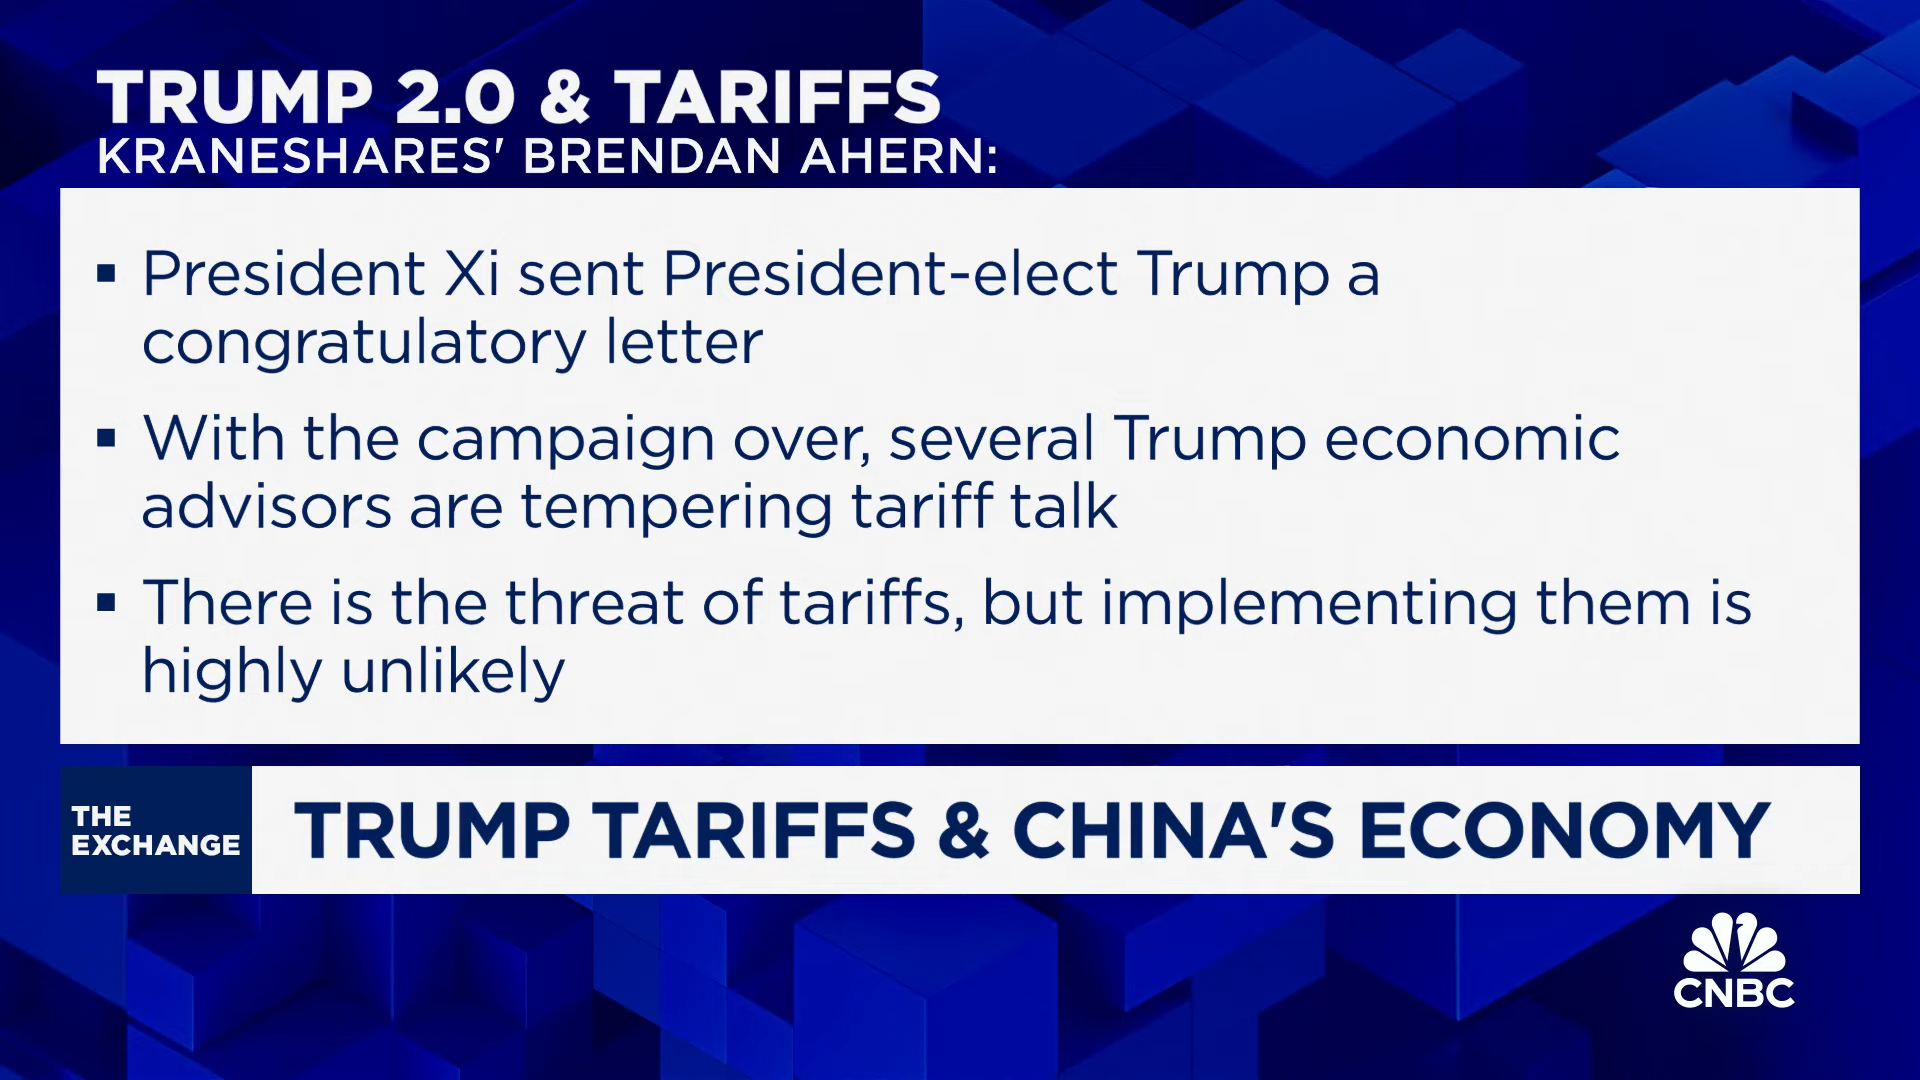 TRUMP 2.0 & TARIFFS
KRANESHARES' BRENDAN AHERN:
▪ President Xi sent President-elect Trump a
congratulatory letter
▪ With the campaign over, several Trump economic
advisors are tempering tariff talk
▪ There is the threat of tariffs, but implementing them is
highly unlikely
THE
EXCHANGE
TRUMP TARIFFS & CHINA'S ECONOMY
CNBC